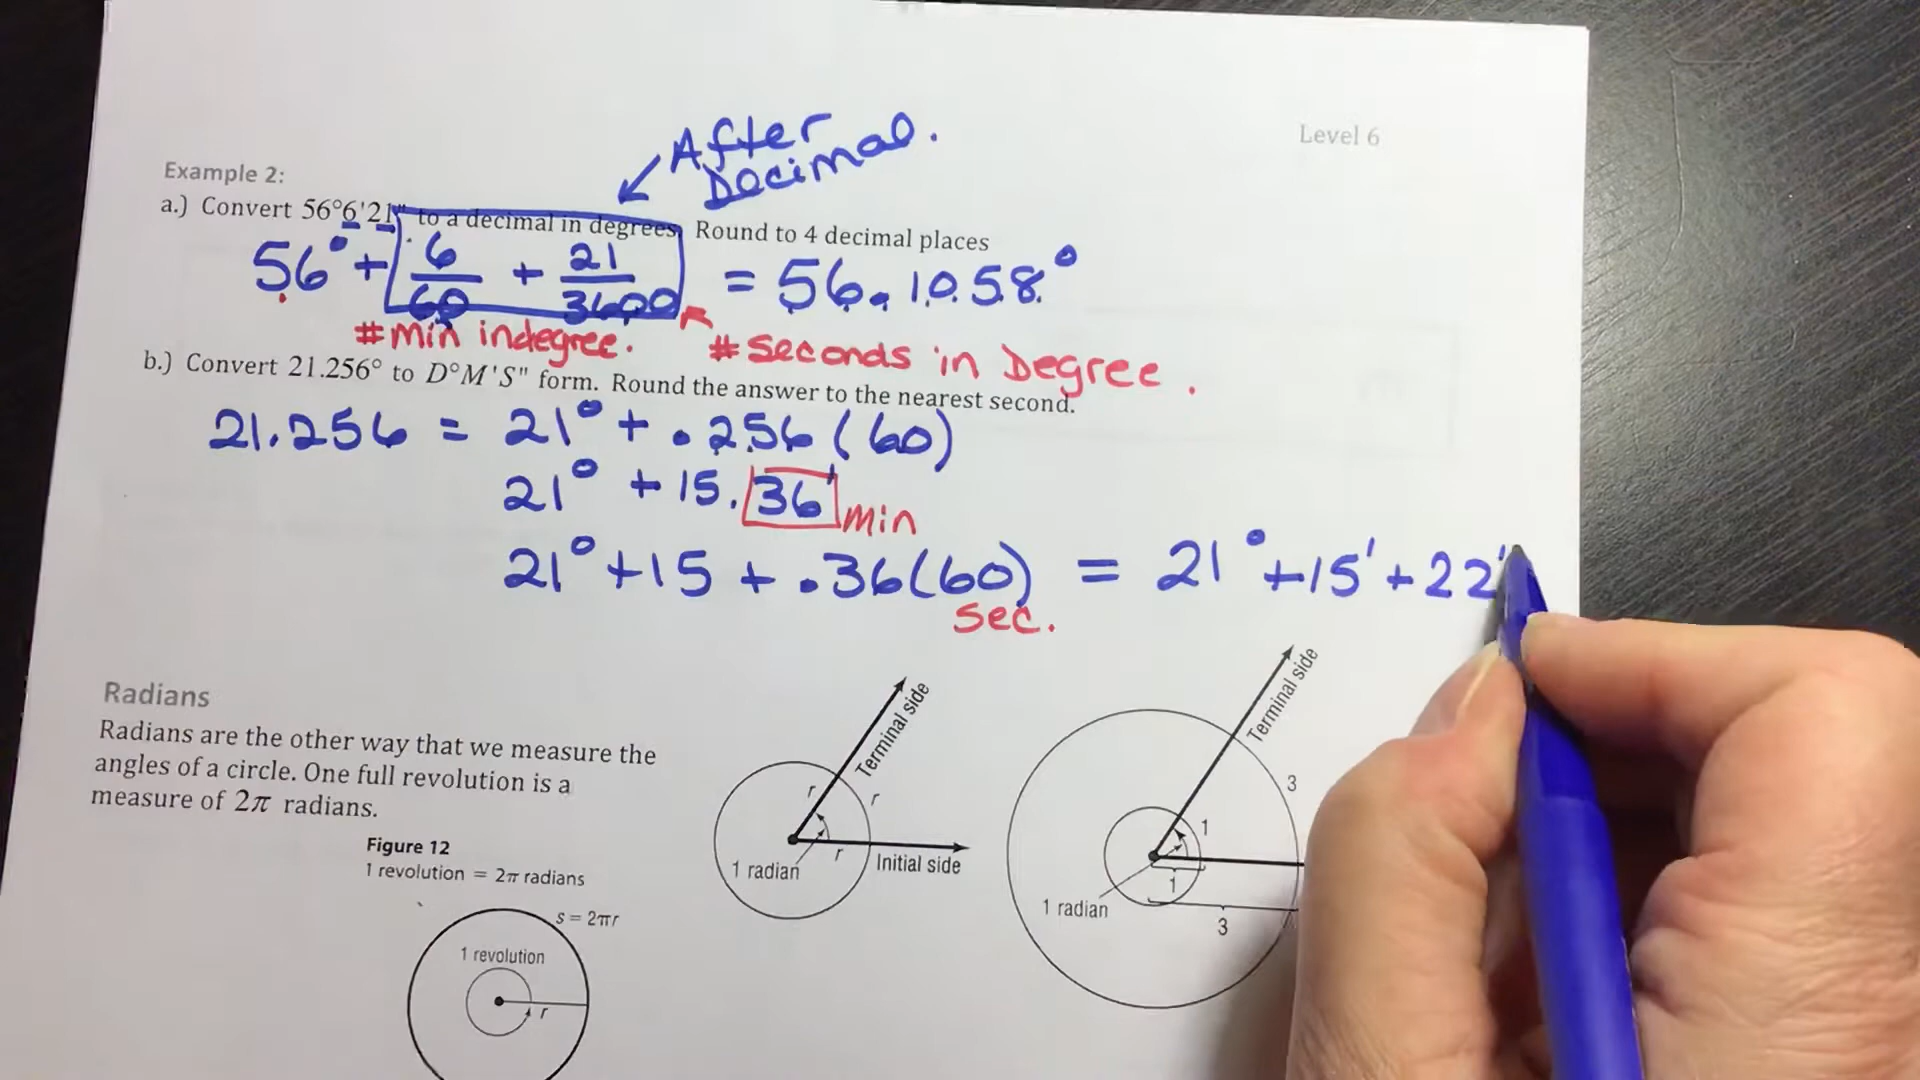 After
Decimal.
Level 6
Example 2:
a.) Convert 56°6'21" to a decimal in degrees. Round to 4 decimal places
56° + 6/60 + 21/3600 = 56.1058°
#min indegree. #seconds in Degree.
b.) Convert 21.256° to D°M'S" form. Round the answer to the nearest second.
21.256 = 21° + .256(60)
21° + 15.36' min
21° + 15 + .36(60) = 21° + 15' + 22"
sec.
Radians
Radians are the other way that we measure the
angles of a circle. One full revolution is a
measure of 2π radians.
Figure 12
1 revolution = 2π radians
s = 2πr
1 revolution
r
Terminal side
r
r
r
1 radian
Initial side
Terminal side
3
1
1
1 radian
3